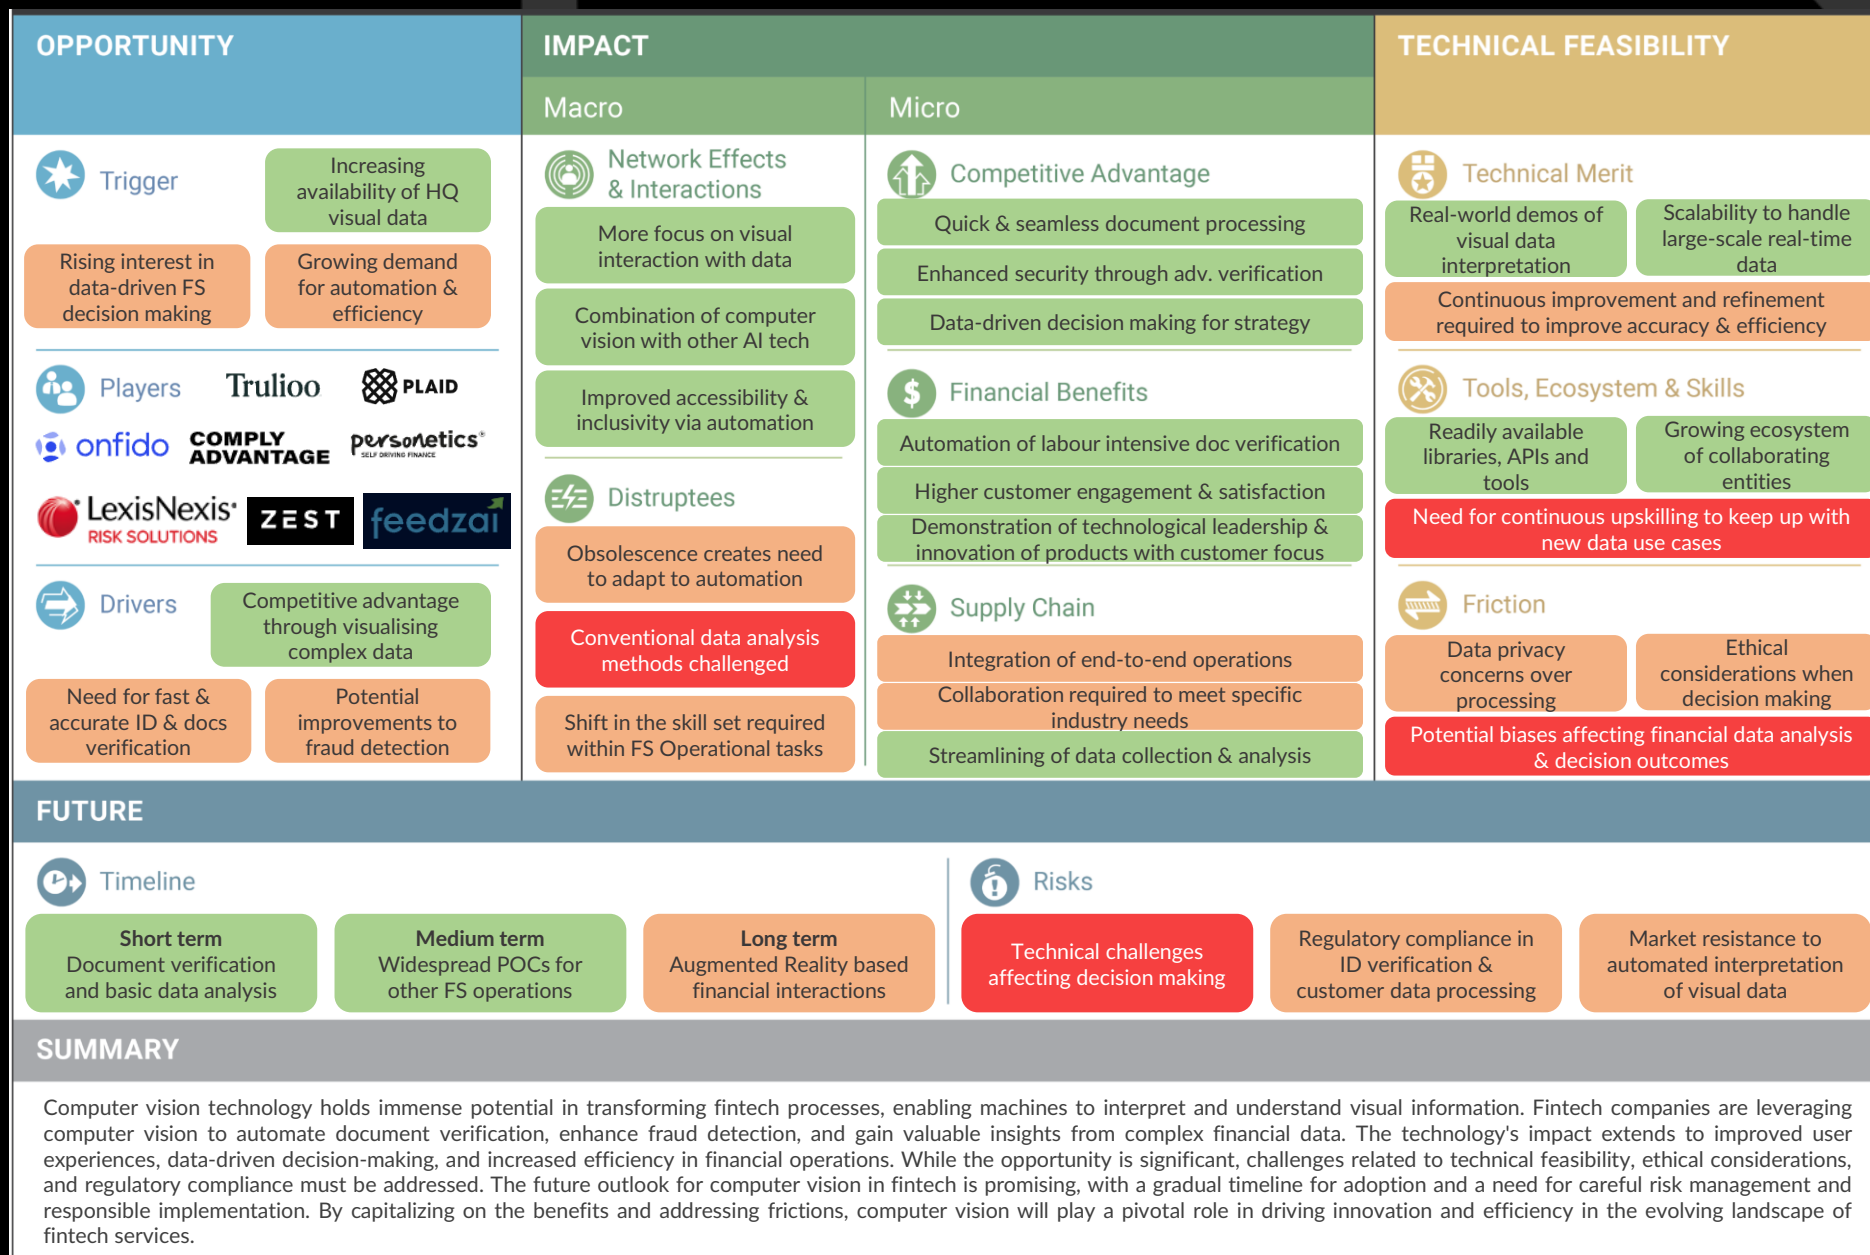 OPPORTUNITY
Trigger
Increasing
availability of HQ
visual data
Rising interest in
data-driven FS
decision making
Growing demand
for automation &
efficiency
Players
Trulioo
PLAID
onfido
COMPLY
ADVANTAGE
personetics®
SELF DRIVING FINANCE
LexisNexis®
RISK SOLUTIONS
ZEST
feedzai
Drivers
Competitive advantage
through visualising
complex data
Need for fast &
accurate ID & docs
verification
Potential
improvements to
fraud detection
IMPACT
Macro
Network Effects
& Interactions
More focus on visual
interaction with data
Combination of computer
vision with other AI tech
Improved accessibility &
inclusivity via automation
Distruptees
Obsolescence creates need
to adapt to automation
Conventional data analysis
methods challenged
Shift in the skill set required
within FS Operational tasks
Micro
Competitive Advantage
Quick & seamless document processing
Enhanced security through adv. verification
Data-driven decision making for strategy
Financial Benefits
Automation of labour intensive doc verification
Higher customer engagement & satisfaction
Demonstration of technological leadership &
innovation of products with customer focus
Supply Chain
Integration of end-to-end operations
Collaboration required to meet specific
industry needs
Streamlining of data collection & analysis
TECHNICAL FEASIBILITY
Technical Merit
Real-world demos of
visual data
interpretation
Scalability to handle
large-scale real-time
data
Continuous improvement and refinement
required to improve accuracy & efficiency
Tools, Ecosystem & Skills
Readily available
libraries, APIs and
tools
Growing ecosystem
of collaborating
entities
Need for continuous upskilling to keep up with
new data use cases
Friction
Data privacy
concerns over
processing
Ethical
considerations when
decision making
Potential biases affecting financial data analysis
& decision outcomes
FUTURE
Timeline
Short term
Document verification
and basic data analysis
Medium term
Widespread POCs for
other FS operations
Long term
Augmented Reality based
financial interactions
Risks
Technical challenges
affecting decision making
Regulatory compliance in
ID verification &
customer data processing
Market resistance to
automated interpretation
of visual data
SUMMARY
Computer vision technology holds immense potential in transforming fintech processes, enabling machines to interpret and understand visual information. Fintech companies are leveraging
computer vision to automate document verification, enhance fraud detection, and gain valuable insights from complex financial data. The technology's impact extends to improved user
experiences, data-driven decision-making, and increased efficiency in financial operations. While the opportunity is significant, challenges related to technical feasibility, ethical considerations,
and regulatory compliance must be addressed. The future outlook for computer vision in fintech is promising, with a gradual timeline for adoption and a need for careful risk management and
responsible implementation. By capitalizing on the benefits and addressing frictions, computer vision will play a pivotal role in driving innovation and efficiency in the evolving landscape of
fintech services.